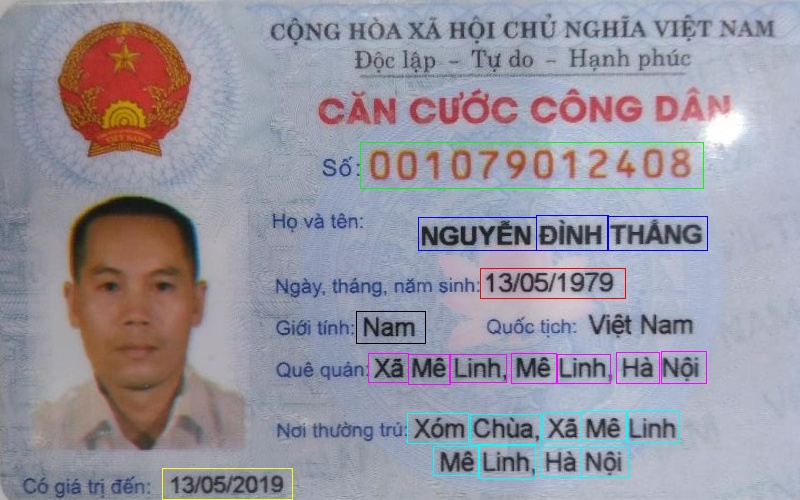 CỘNG HÒA XÃ HỘI CHỦ NGHĨA VIỆT NAM
Độc lập - Tự do - Hạnh phúc
CĂN CƯỚC CÔNG DÂN
Số: 001079012408
Họ và tên: NGUYỄN ĐÌNH THẮNG
Ngày, tháng, năm sinh: 13/05/1979
Giới tính: Nam Quốc tịch: Việt Nam
Quê quán: Xã Mê Linh, Mê Linh, Hà Nội
Nơi thường trú: Xóm Chùa, Xã Mê Linh
Mê Linh, Hà Nội
Có giá trị đến: 13/05/2019